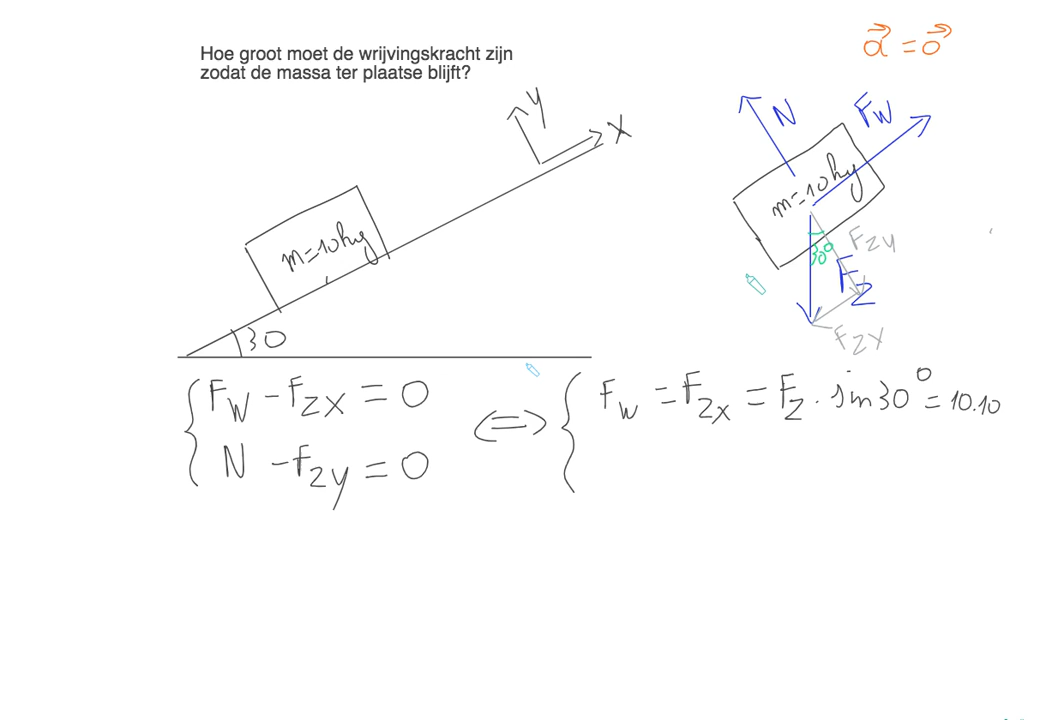 Hoe groot moet de wrijvingskracht zijn
zodat de massa ter plaatse blijft?
a = 0
y
x
N
Fw
m=10kg
m=10kg
30°
Fzy
Fz
Fzx
30
Fw - Fzx = 0
N - Fzy = 0
⇔
Fw = Fzx = Fz . sin 30° = 10.10